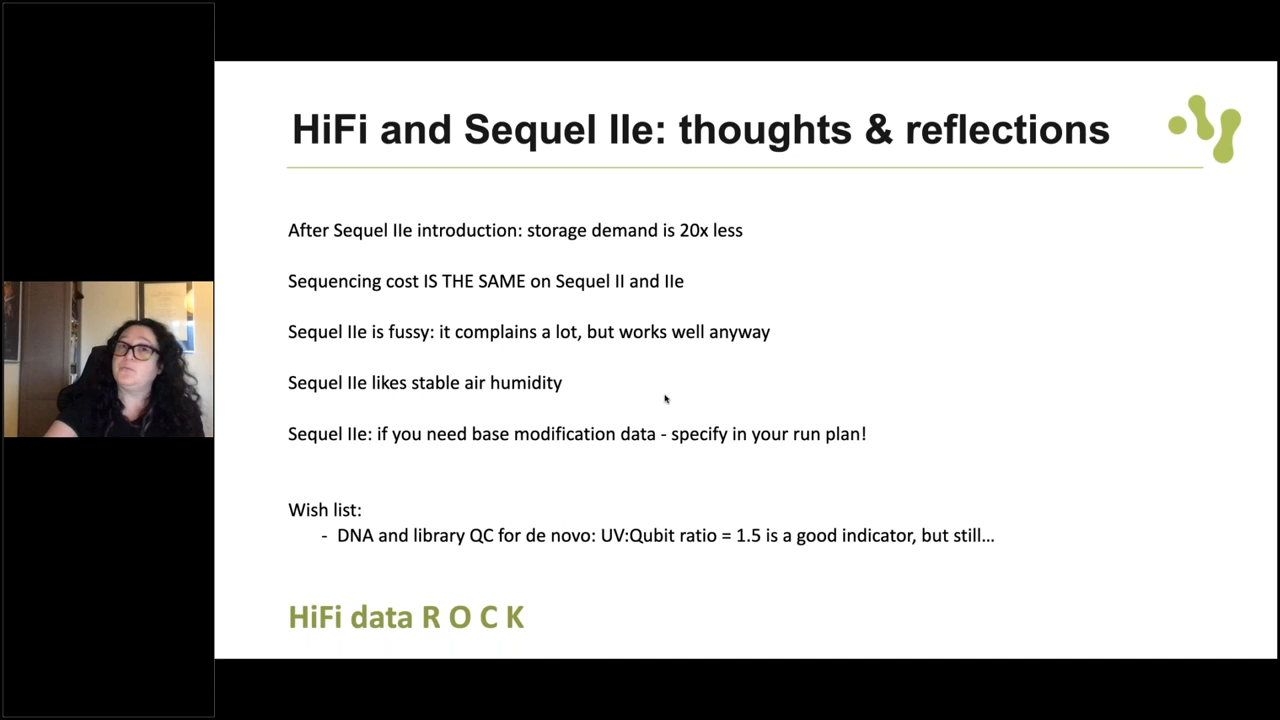 HiFi and Sequel IIe: thoughts & reflections
After Sequel IIe introduction: storage demand is 20x less
Sequencing cost IS THE SAME on Sequel II and IIe
Sequel IIe is fussy: it complains a lot, but works well anyway
Sequel IIe likes stable air humidity
Sequel IIe: if you need base modification data - specify in your run plan!
Wish list:
- DNA and library QC for de novo: UV:Qubit ratio = 1.5 is a good indicator, but still...
HiFi data R O C K